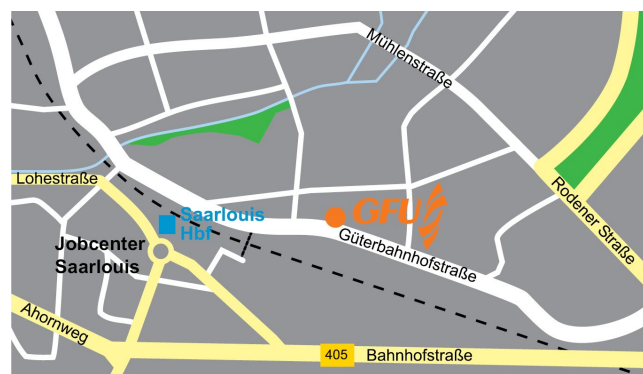 Mühlenstraße
Lohestraße
Saarlouis
Hbf
GFU
Rodener Straße
Jobcenter
Saarlouis
Güterbahnhofstraße
Ahornweg
405
Bahnhofstraße